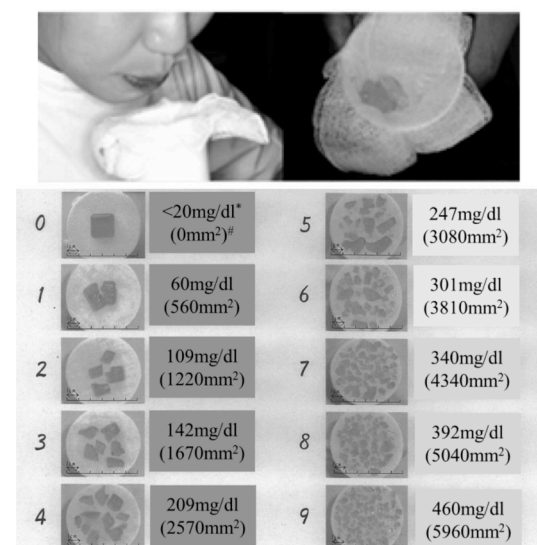 0
<20mg/dl*
(0mm²)#
1
60mg/dl
(560mm²)
2
109mg/dl
(1220mm²)
3
142mg/dl
(1670mm²)
4
209mg/dl
(2570mm²)
5
247mg/dl
(3080mm²)
6
301mg/dl
(3810mm²)
7
340mg/dl
(4340mm²)
8
392mg/dl
(5040mm²)
9
460mg/dl
(5960mm²)